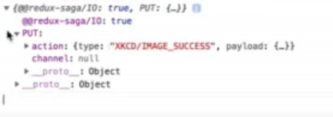 ▼ {@@redux-saga/IO: true, PUT: {…}} i
@@redux-saga/IO: true
▼ PUT:
▶ action: {type: "XKCD/IMAGE_SUCCESS", payload: {…}}
channel: null
▶ __proto__: Object
▶ __proto__: Object